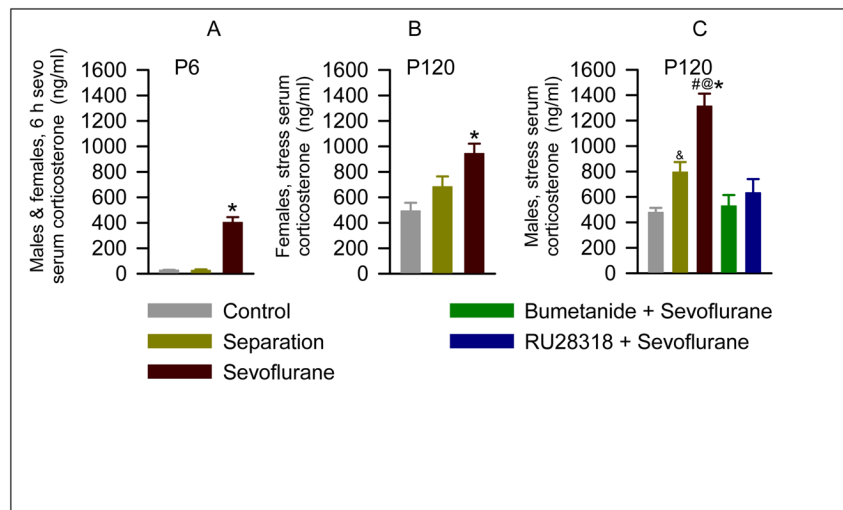 A
B
C
Males & females, 6 h sevo
serum corticosterone (ng/ml)
P6
1600
1400
1200
1000
800
600
400
200
0
*
Females, stress serum
corticosterone (ng/ml)
P120
1600
1400
1200
1000
800
600
400
200
0
*
Males, stress serum
corticosterone (ng/ml)
P120
1600
1400
1200
1000
800
600
400
200
0
&
#@*
Control
Separation
Sevoflurane
Bumetanide + Sevoflurane
RU28318 + Sevoflurane